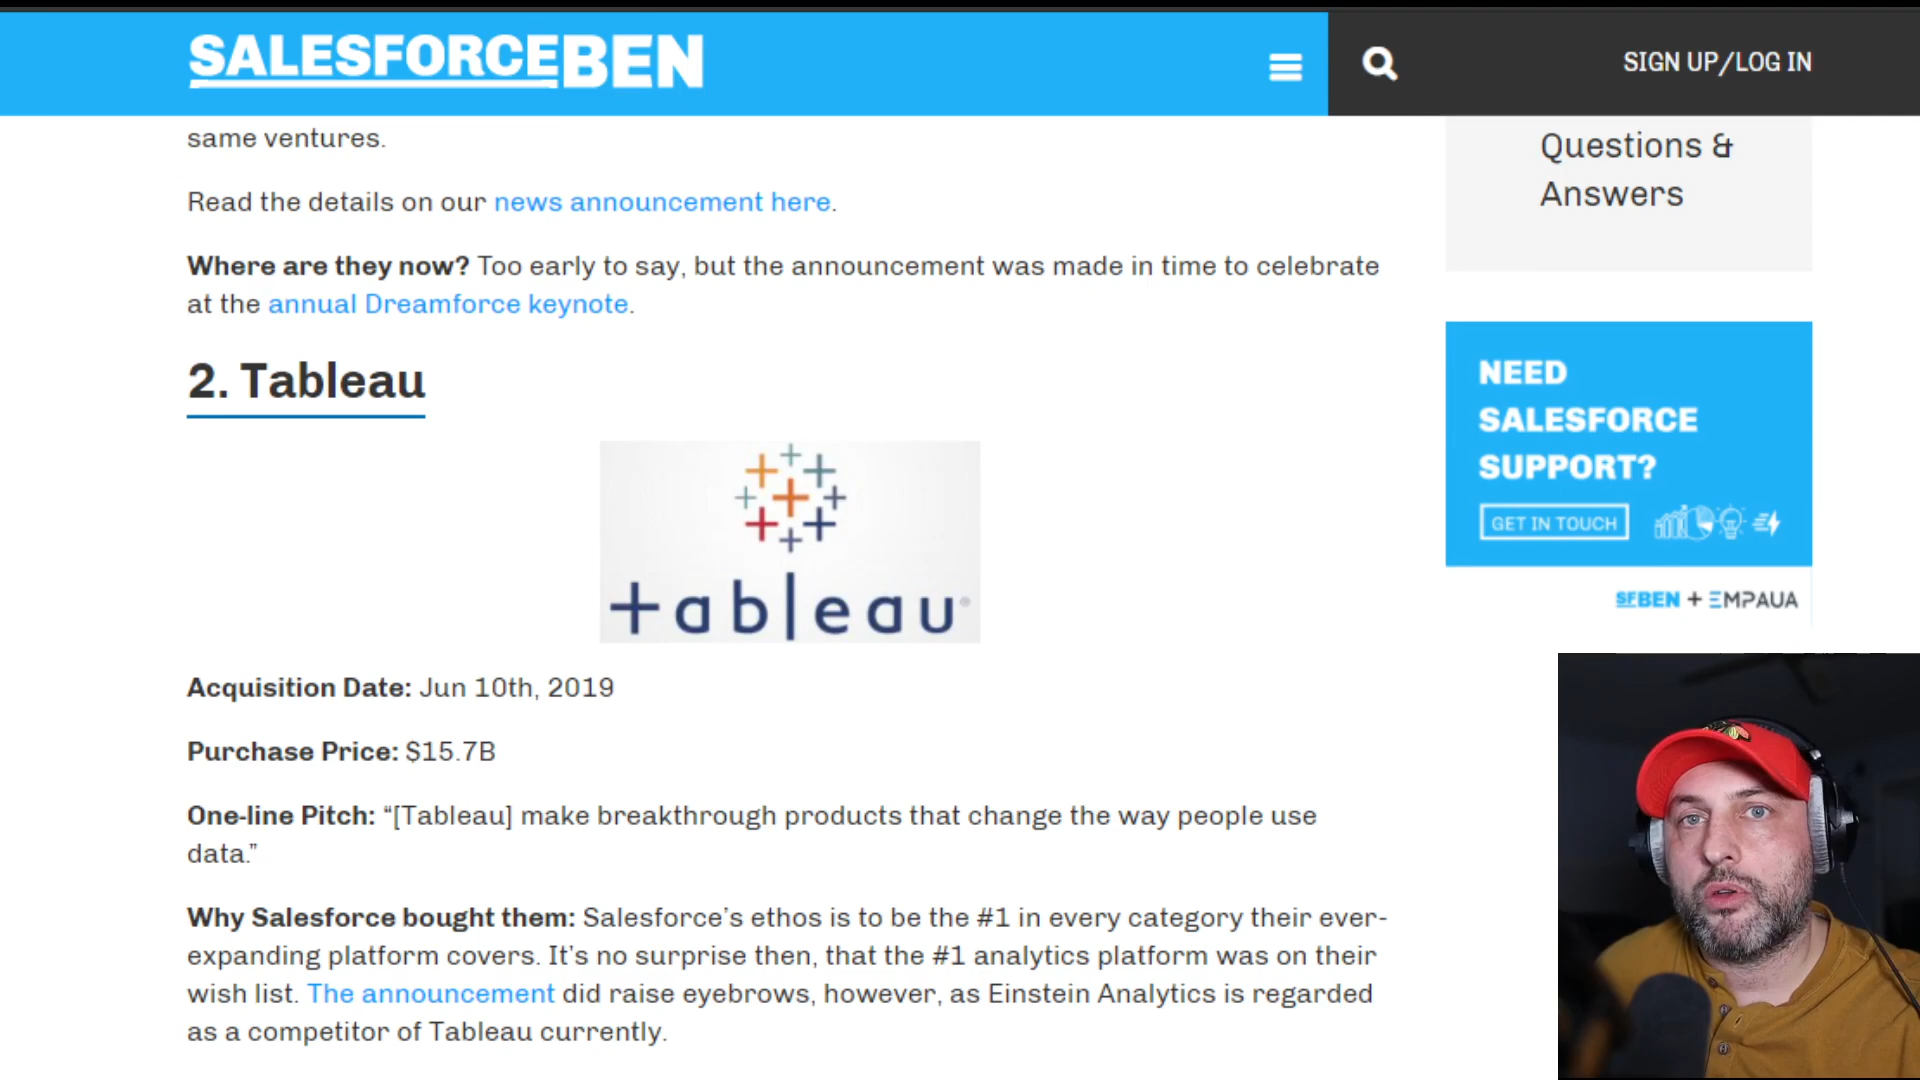 SALESFORCEBEN
SIGN UP/LOG IN
same ventures.
Read the details on our news announcement here.
Where are they now? Too early to say, but the announcement was made in time to celebrate
at the annual Dreamforce keynote.
2. Tableau
+ableau®
Acquisition Date: Jun 10th, 2019
Purchase Price: $15.7B
One-line Pitch: “[Tableau] make breakthrough products that change the way people use
data.”
Why Salesforce bought them: Salesforce’s ethos is to be the #1 in every category their ever-
expanding platform covers. It’s no surprise then, that the #1 analytics platform was on their
wish list. The announcement did raise eyebrows, however, as Einstein Analytics is regarded
as a competitor of Tableau currently.
Questions &
Answers
NEED
SALESFORCE
SUPPORT?
GET IN TOUCH
SFBEN + EMPAUA